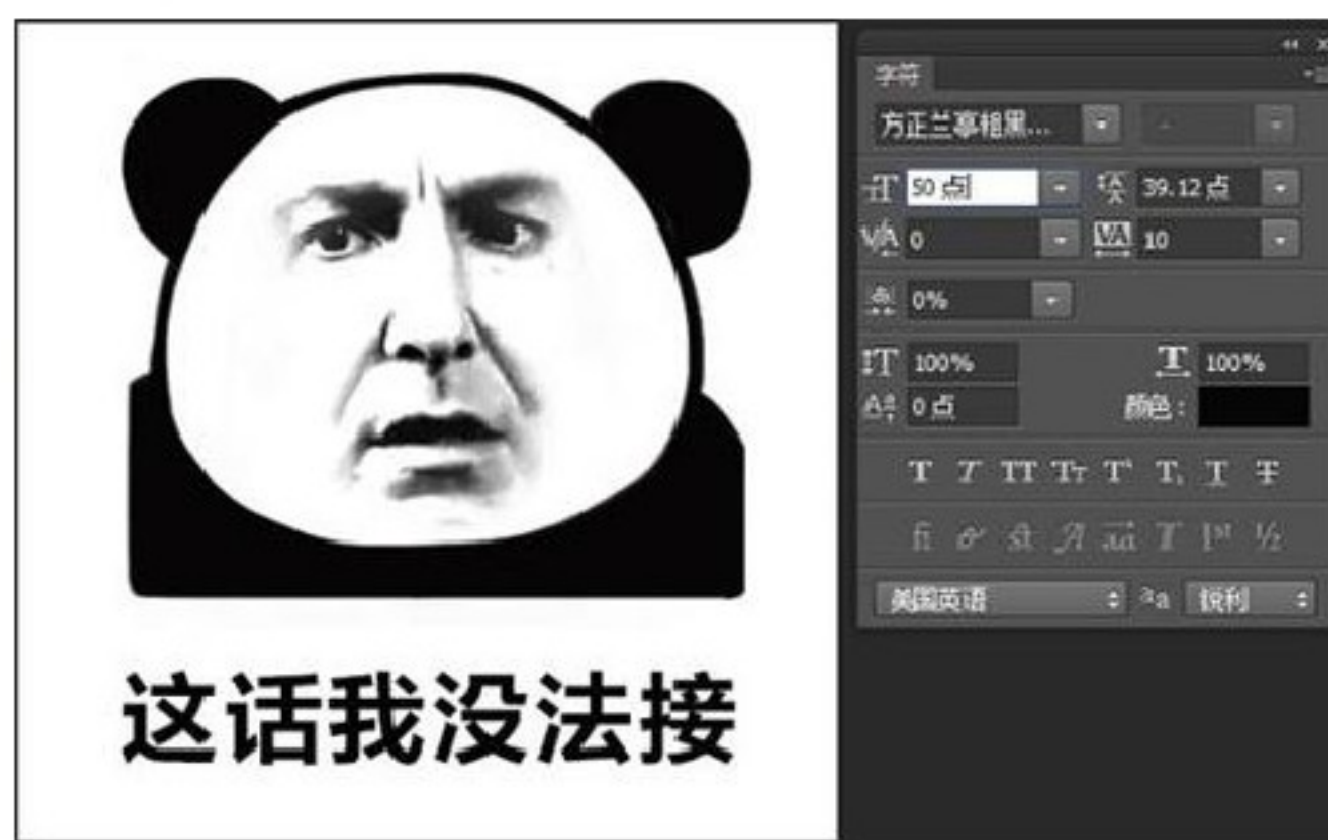 这话我没法接
字符
方正兰亭粗黑...
50 点
39.12 点
0
10
0%
100%
100%
0 点
颜色：
美国英语
aa
锐利